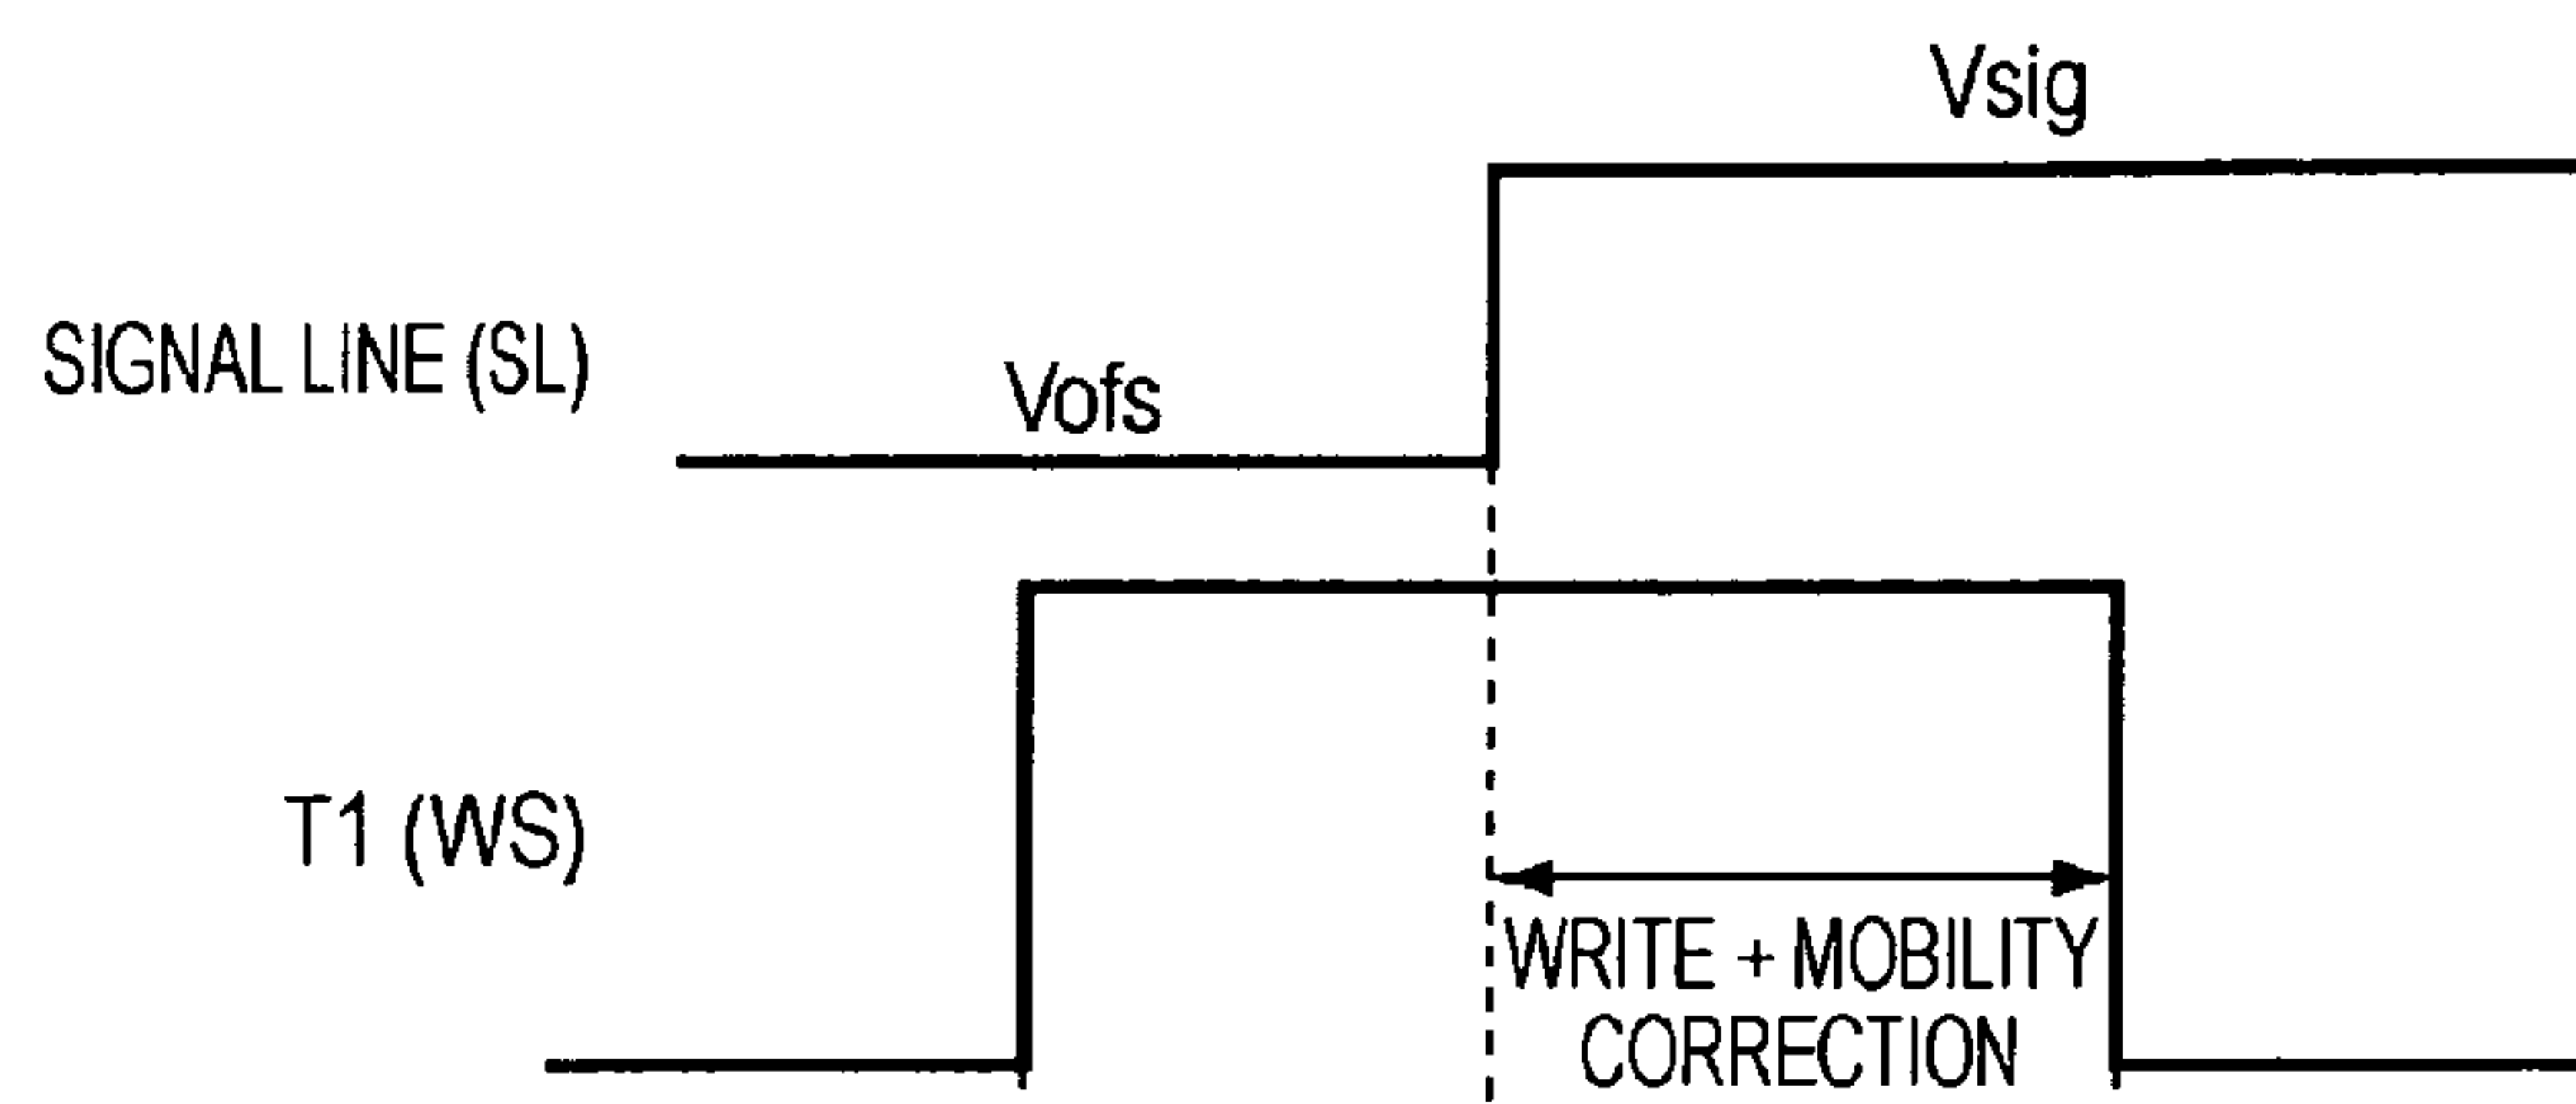 Vsig
SIGNAL LINE (SL)
Vofs
T1 (WS)
WRITE + MOBILITY
CORRECTION